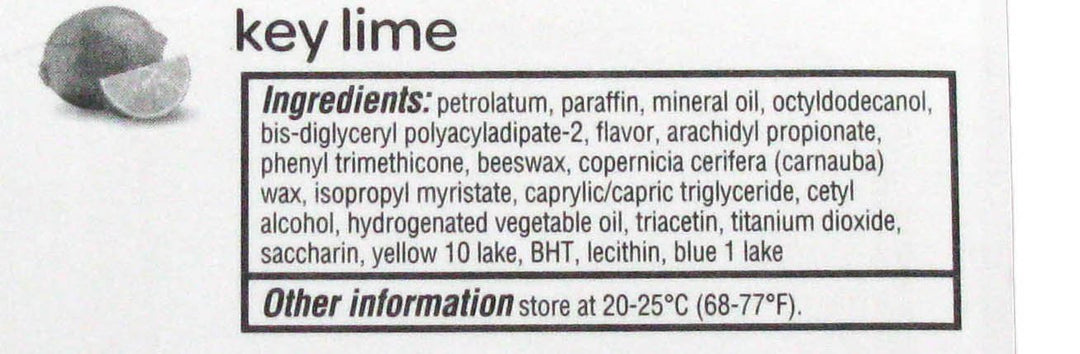 key lime
Ingredients: petrolatum, paraffin, mineral oil, octyldodecanol,
bis-diglyceryl polyacyladipate-2, flavor, arachidyl propionate,
phenyl trimethicone, beeswax, copernicia cerifera (carnauba)
wax, isopropyl myristate, caprylic/capric triglyceride, cetyl
alcohol, hydrogenated vegetable oil, triacetin, titanium dioxide,
saccharin, yellow 10 lake, BHT, lecithin, blue 1 lake
Other information store at 20-25°C (68-77°F).